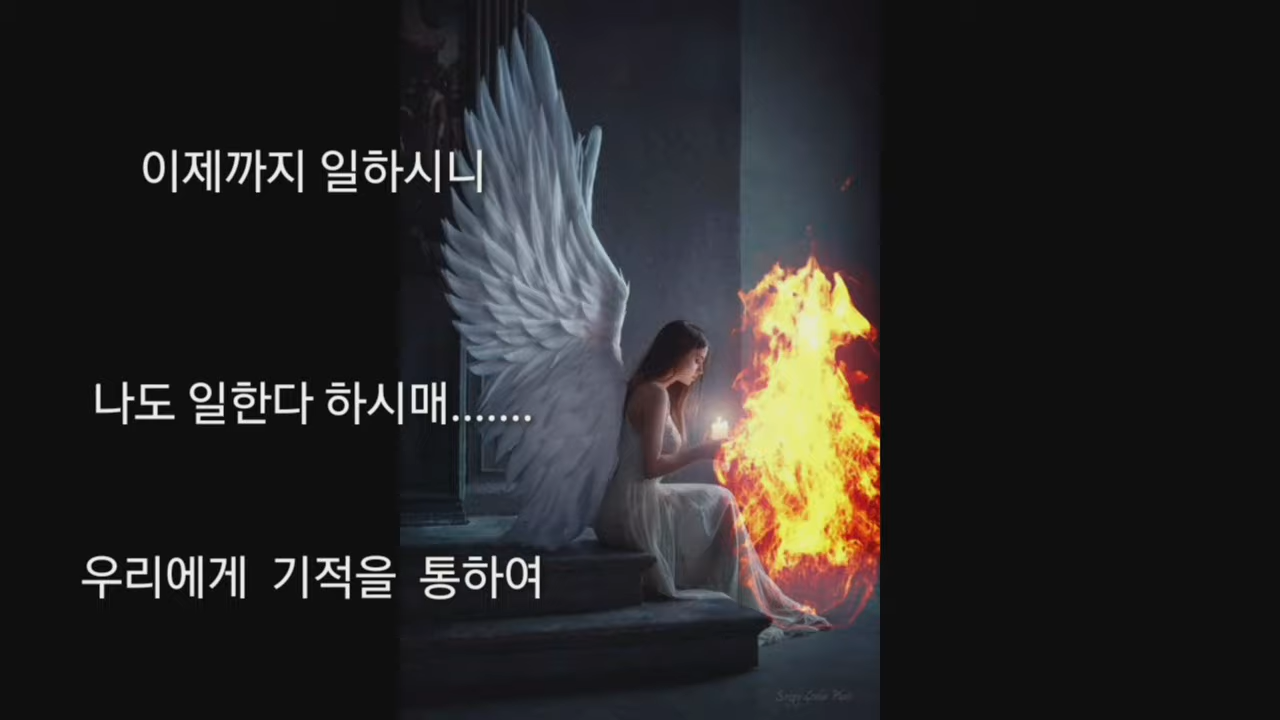 이제까지 일하시니
나도 일한다 하시매.......
우리에게 기적을 통하여